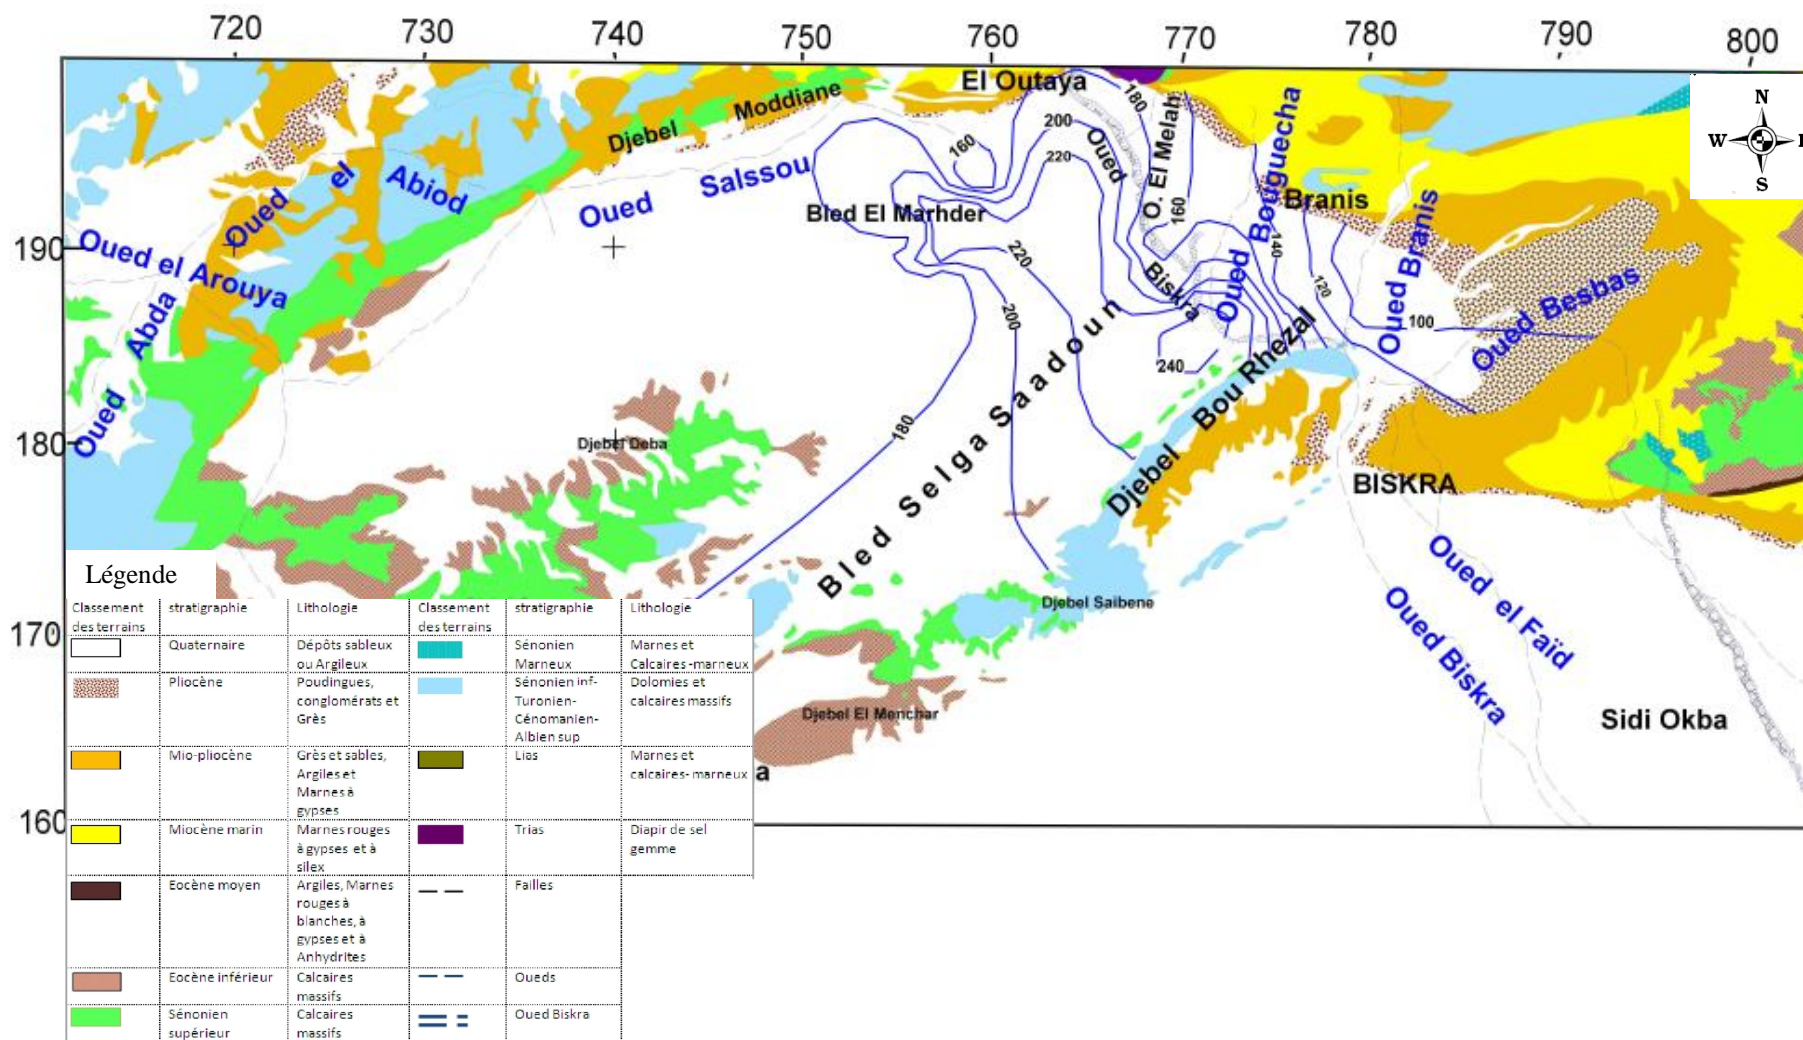 720 730 740 750 760 770 780 790 800
El Outaya
N
W
S
180
Djebel Moddiane
200
160
220
Oued
O. El Melah
Oued Bouguecha
Oued el Abiod
Oued Salssou
Bled El Marhder
160
Branis
190
Oued el Arouya
220
140
Oued Branis
Biskra
120
Oued Besbas
Oued Abda
200
100
240
Djebel Bou Rhezal
180
Djebel Deba
180
Bled Selga Saadoun
BISKRA
Légende
Oued el Faïd
Oued Biskra
Djebel Saibene
170
Djebel El Menchar
Sidi Okba
a
160
Classement des terrains stratigraphie Lithologie Classement des terrains stratigraphie Lithologie
Quaternaire Dépôts sableux ou Argileux Sénonien Marneux Marnes et Calcaires-marneux
Pliocène Poudingues, conglomérats et Grès Sénonien inf-Turonien-Cénomanien-Albien sup Dolomies et calcaires massifs
Mio-pliocène Grès et sables, Argiles et Marnes à gypses Lias Marnes et calcaires-marneux
Miocène marin Marnes rouges à gypses et à silex Trias Diapir de sel gemme
Eocène moyen Argiles, Marnes rouges à blanches, à gypses et à Anhydrites Failles
Eocène inférieur Calcaires massifs Oueds
Sénonien supérieur Calcaires massifs Oued Biskra